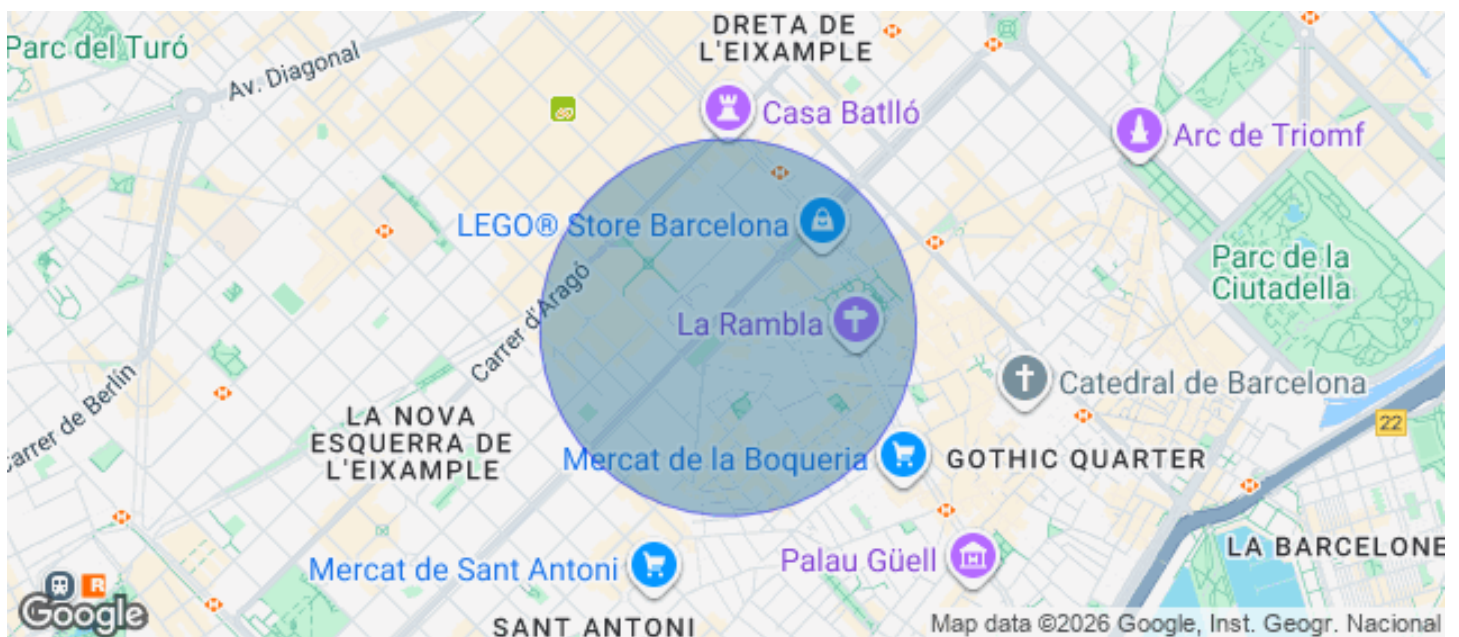 DRETA DE
L'EIXAMPLE
Parc del Turó
Av. Diagonal
Casa Batlló
Arc de Triomf
LEGO® Store Barcelona
Parc de la
Ciutadella
Carrer d'Aragó
La Rambla
Catedral de Barcelona
Carrer de Berlin
22
LA NOVA
ESQUERRA DE
L'EIXAMPLE
Mercat de la Boqueria
GOTHIC QUARTER
Mercat de Sant Antoni
Palau Güell
LA BARCELONE
R
Google
SANT ANTONI
Map data ©2026 Google, Inst. Geogr. Nacional